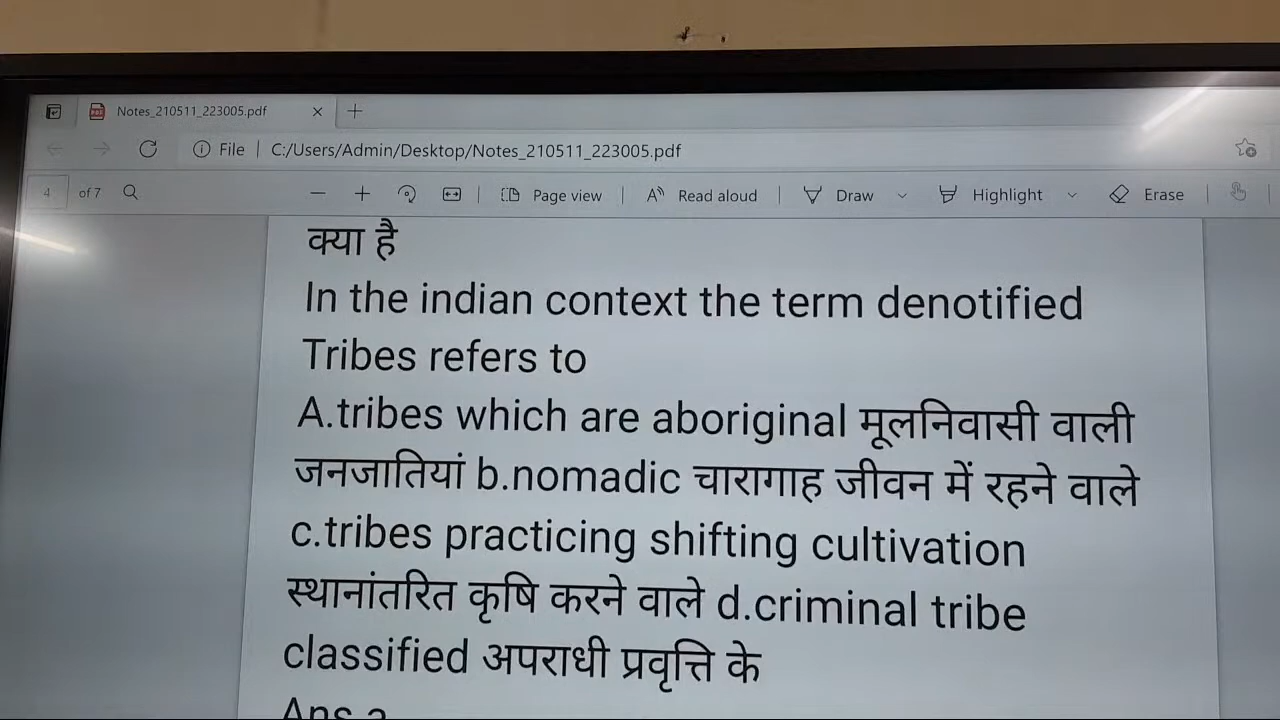 Notes_210511_223005.pdf
File | C:/Users/Admin/Desktop/Notes_210511_223005.pdf
4 of 7 Page view Read aloud Draw Highlight Erase
क्या है
In the indian context the term denotified
Tribes refers to
A.tribes which are aboriginal मूलनिवासी वाली
जनजातियां b.nomadic चारागाह जीवन में रहने वाले
c.tribes practicing shifting cultivation
स्थानांतरित कृषि करने वाले d.criminal tribe
classified अपराधी प्रवृत्ति के
Ans a